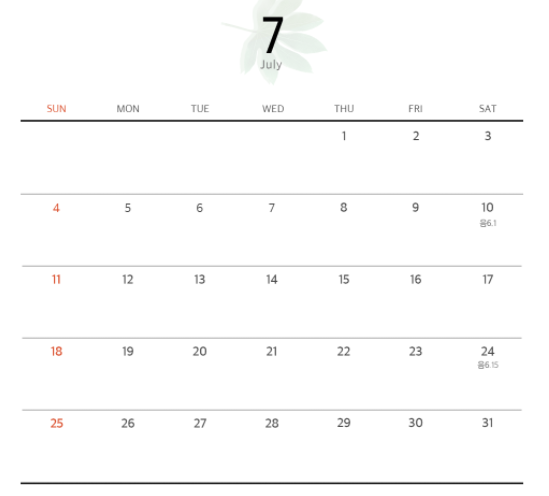 7
July
SUN MON TUE WED THU FRI SAT
1 2 3
4 5 6 7 8 9 10
음6.1
11 12 13 14 15 16 17
18 19 20 21 22 23 24
음6.15
25 26 27 28 29 30 31